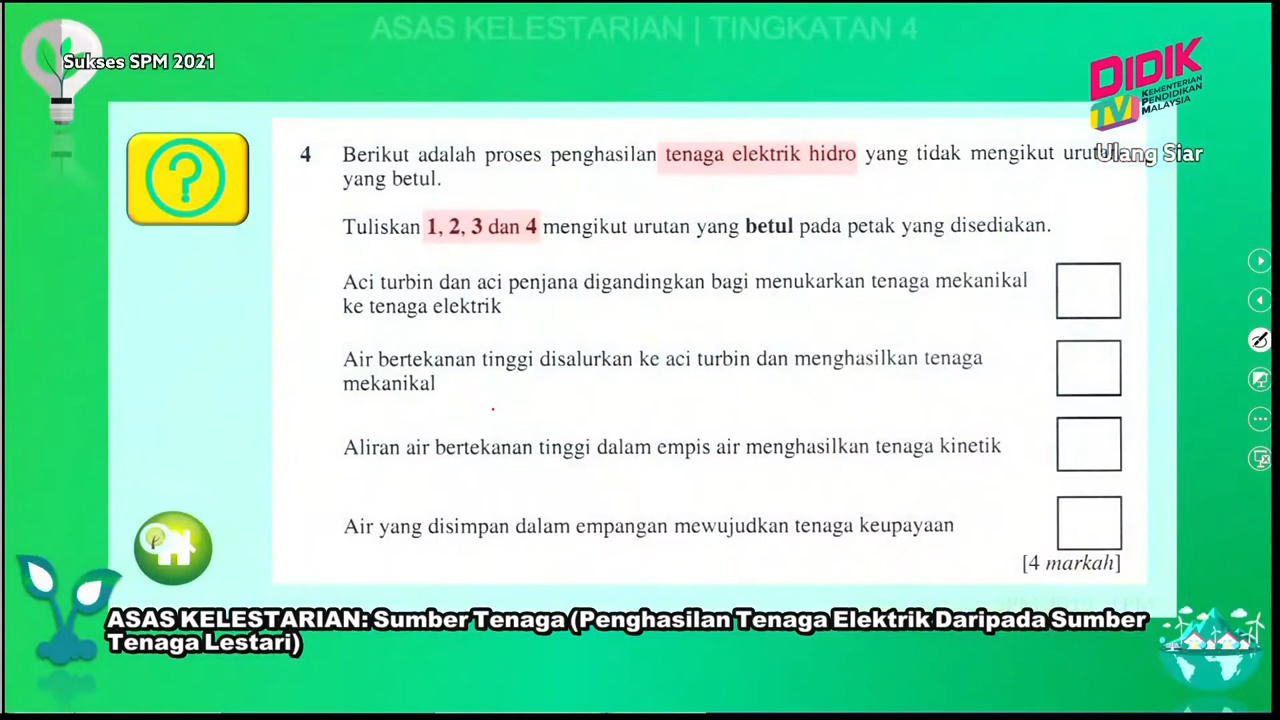 ASAS KELESTARIAN | TINGKATAN 4
Sukses SPM 2021
DIDIK
TV
KEMENTERIAN
PENDIDIKAN
MALAYSIA
Ulang Siar
4 Berikut adalah proses penghasilan tenaga elektrik hidro yang tidak mengikut
yang betul.
Tuliskan 1, 2, 3 dan 4 mengikut urutan yang betul pada petak yang disediakan.
Aci turbin dan aci penjana digandingkan bagi menukarkan tenaga mekanikal
ke tenaga elektrik
Air bertekanan tinggi disalurkan ke aci turbin dan menghasilkan tenaga
mekanikal
Aliran air bertekanan tinggi dalam empis air menghasilkan tenaga kinetik
Air yang disimpan dalam empangan mewujudkan tenaga keupayaan
[4 markah]
ASAS KELESTARIAN: Sumber Tenaga (Penghasilan Tenaga Elektrik Daripada Sumber
Tenaga Lestari)